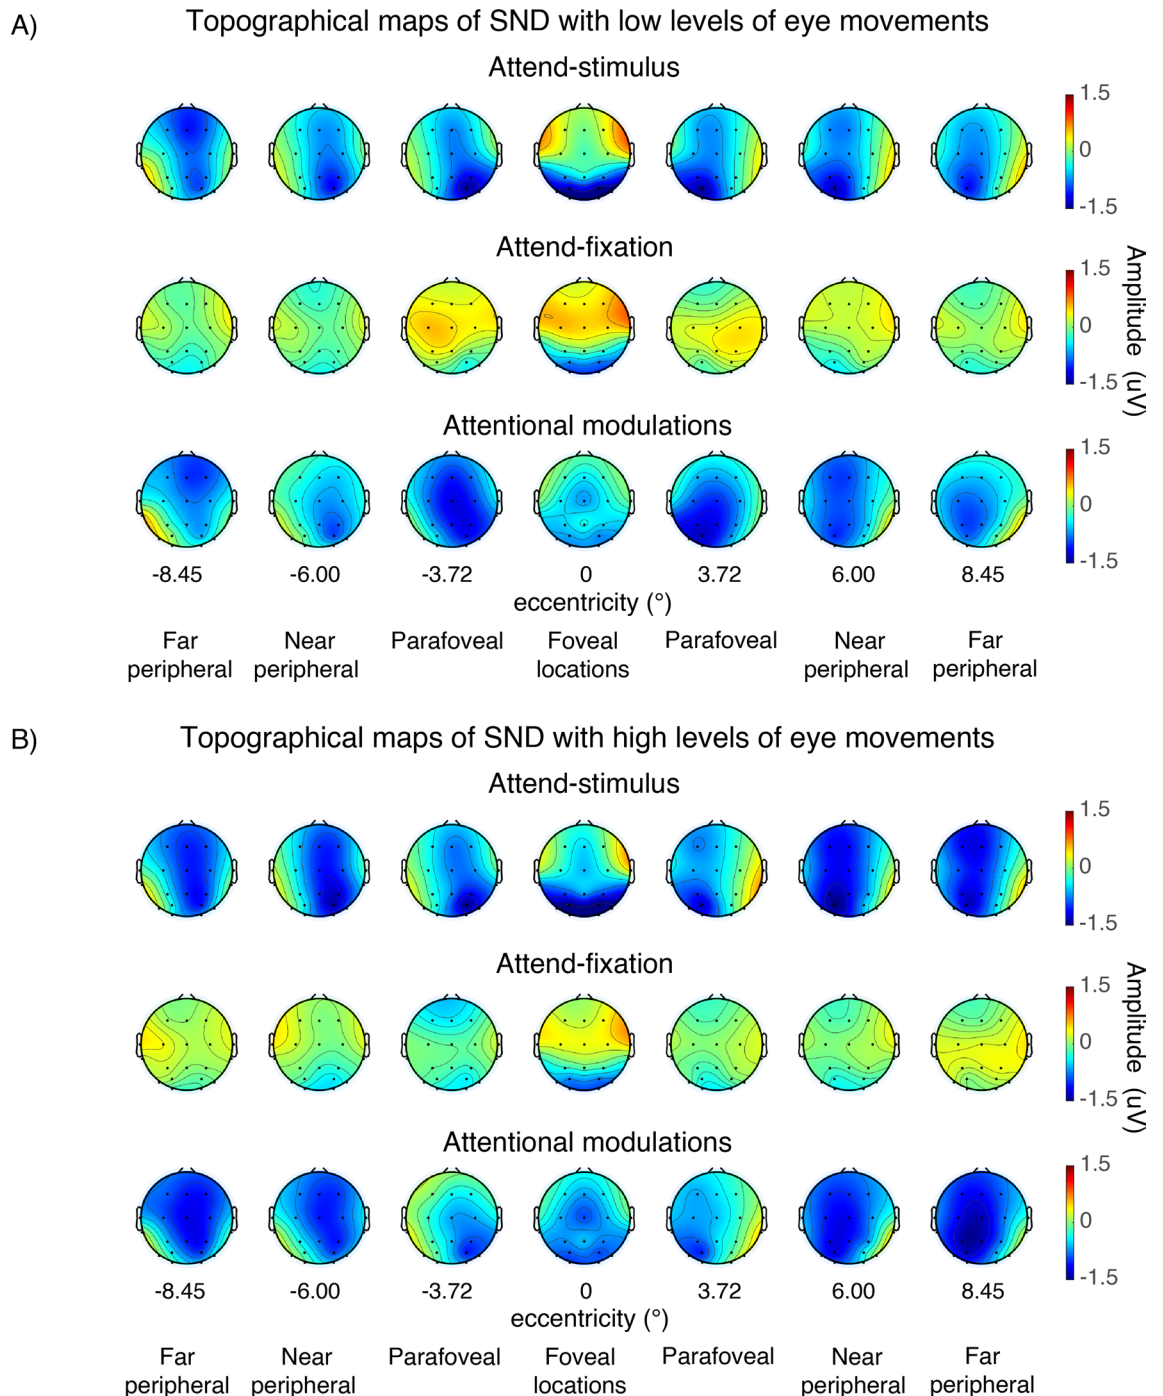 A)
Topographical maps of SND with low levels of eye movements
Attend-stimulus
1.5
0
-1.5
Attend-fixation
1.5
0
-1.5
Amplitude (uV)
Attentional modulations
1.5
0
-1.5
-8.45 -6.00 -3.72 0 3.72 6.00 8.45
eccentricity (°)
Far peripheral
Near peripheral
Parafoveal
Foveal locations
Parafoveal
Near peripheral
Far peripheral
B)
Topographical maps of SND with high levels of eye movements
Attend-stimulus
1.5
0
-1.5
Attend-fixation
1.5
0
-1.5
Amplitude (uV)
Attentional modulations
1.5
0
-1.5
-8.45 -6.00 -3.72 0 3.72 6.00 8.45
eccentricity (°)
Far peripheral
Near peripheral
Parafoveal
Foveal locations
Parafoveal
Near peripheral
Far peripheral